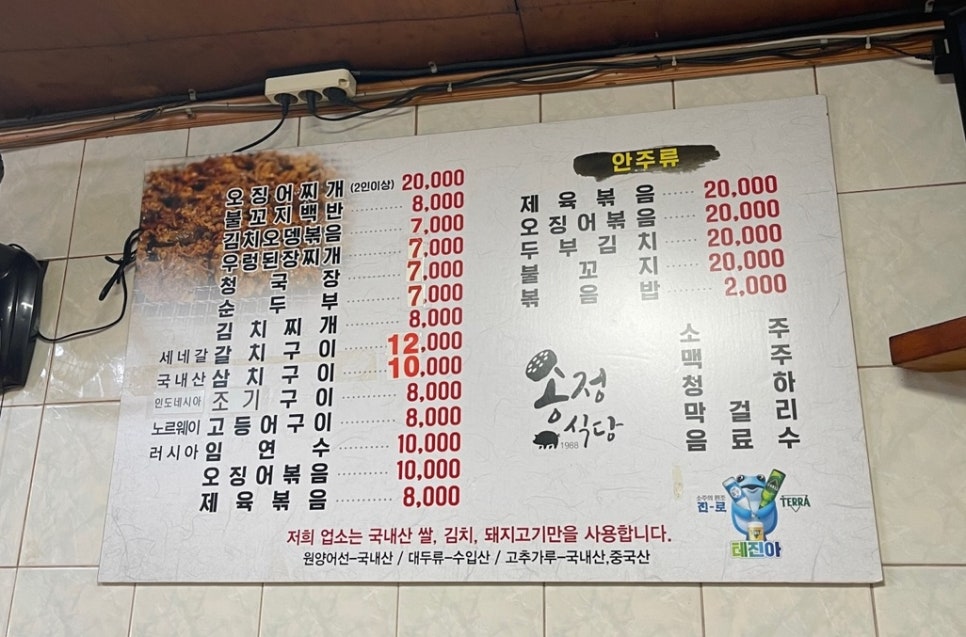 오징어찌개 (2인이상) 20,000
불꼬지백반 8,000
김치오뎅볶음 7,000
우렁된장찌개 7,000
청국장 7,000
순두부 7,000
김치찌개 8,000
세네갈 갈치구이 12,000
국내산 삼치구이 10,000
인도네시아 조기구이 8,000
노르웨이 고등어구이 8,000
러시아 임연수 10,000
오징어볶음 10,000
제육볶음 8,000
안주류
제육볶음 20,000
오징어볶음 20,000
두부김치 20,000
불꼬지 20,000
볶음밥 2,000
소주
맥주
청하
막걸리
음료수
송정
식당
1988
소주의 원조
진-로
TERRA
테진아
저희 업소는 국내산 쌀, 김치, 돼지고기만을 사용합니다.
원양어선-국내산 / 대두류-수입산 / 고추가루-국내산,중국산